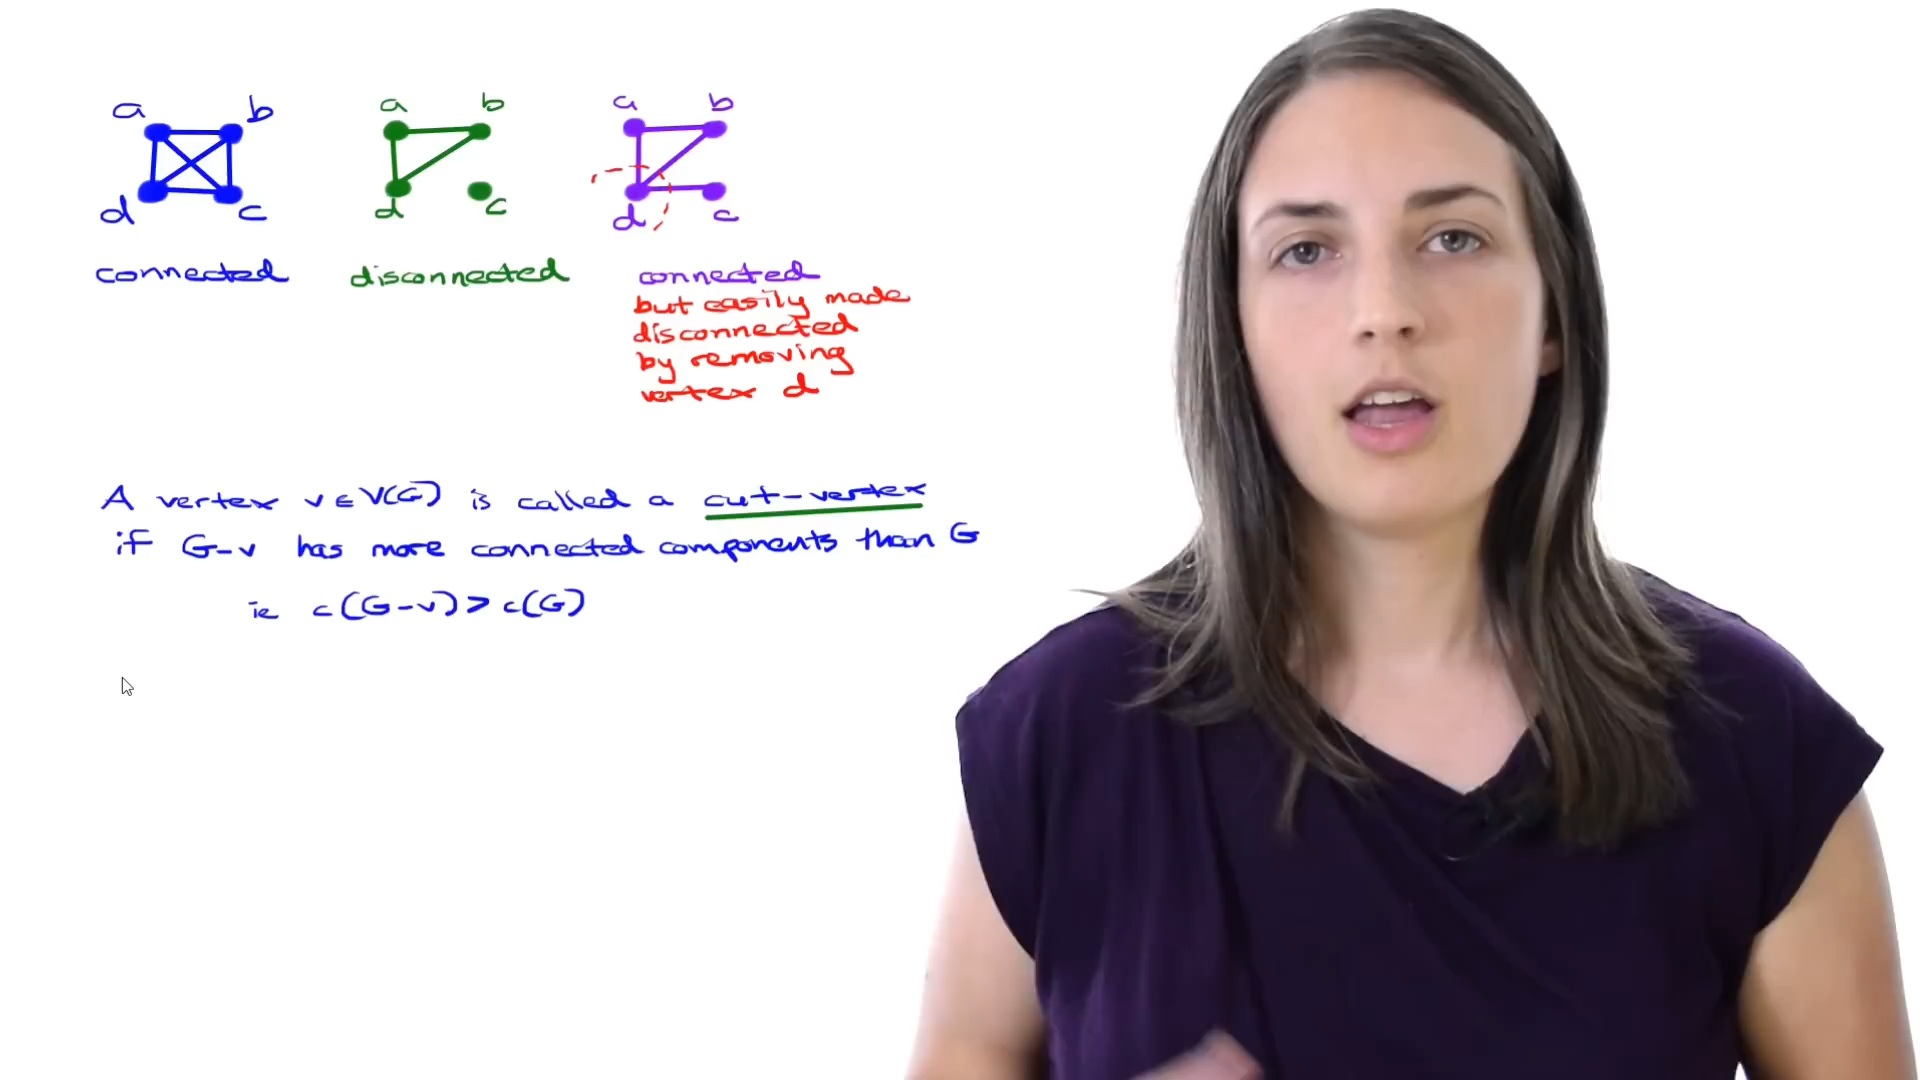 a b
d c
connected
a b
d c
disconnected
a b
d c
connected
but easily made
disconnected
by removing
vertex d
A vertex v ∈ V(G) is called a cut-vertex
if G-v has more connected components than G
ie c(G-v) > c(G)